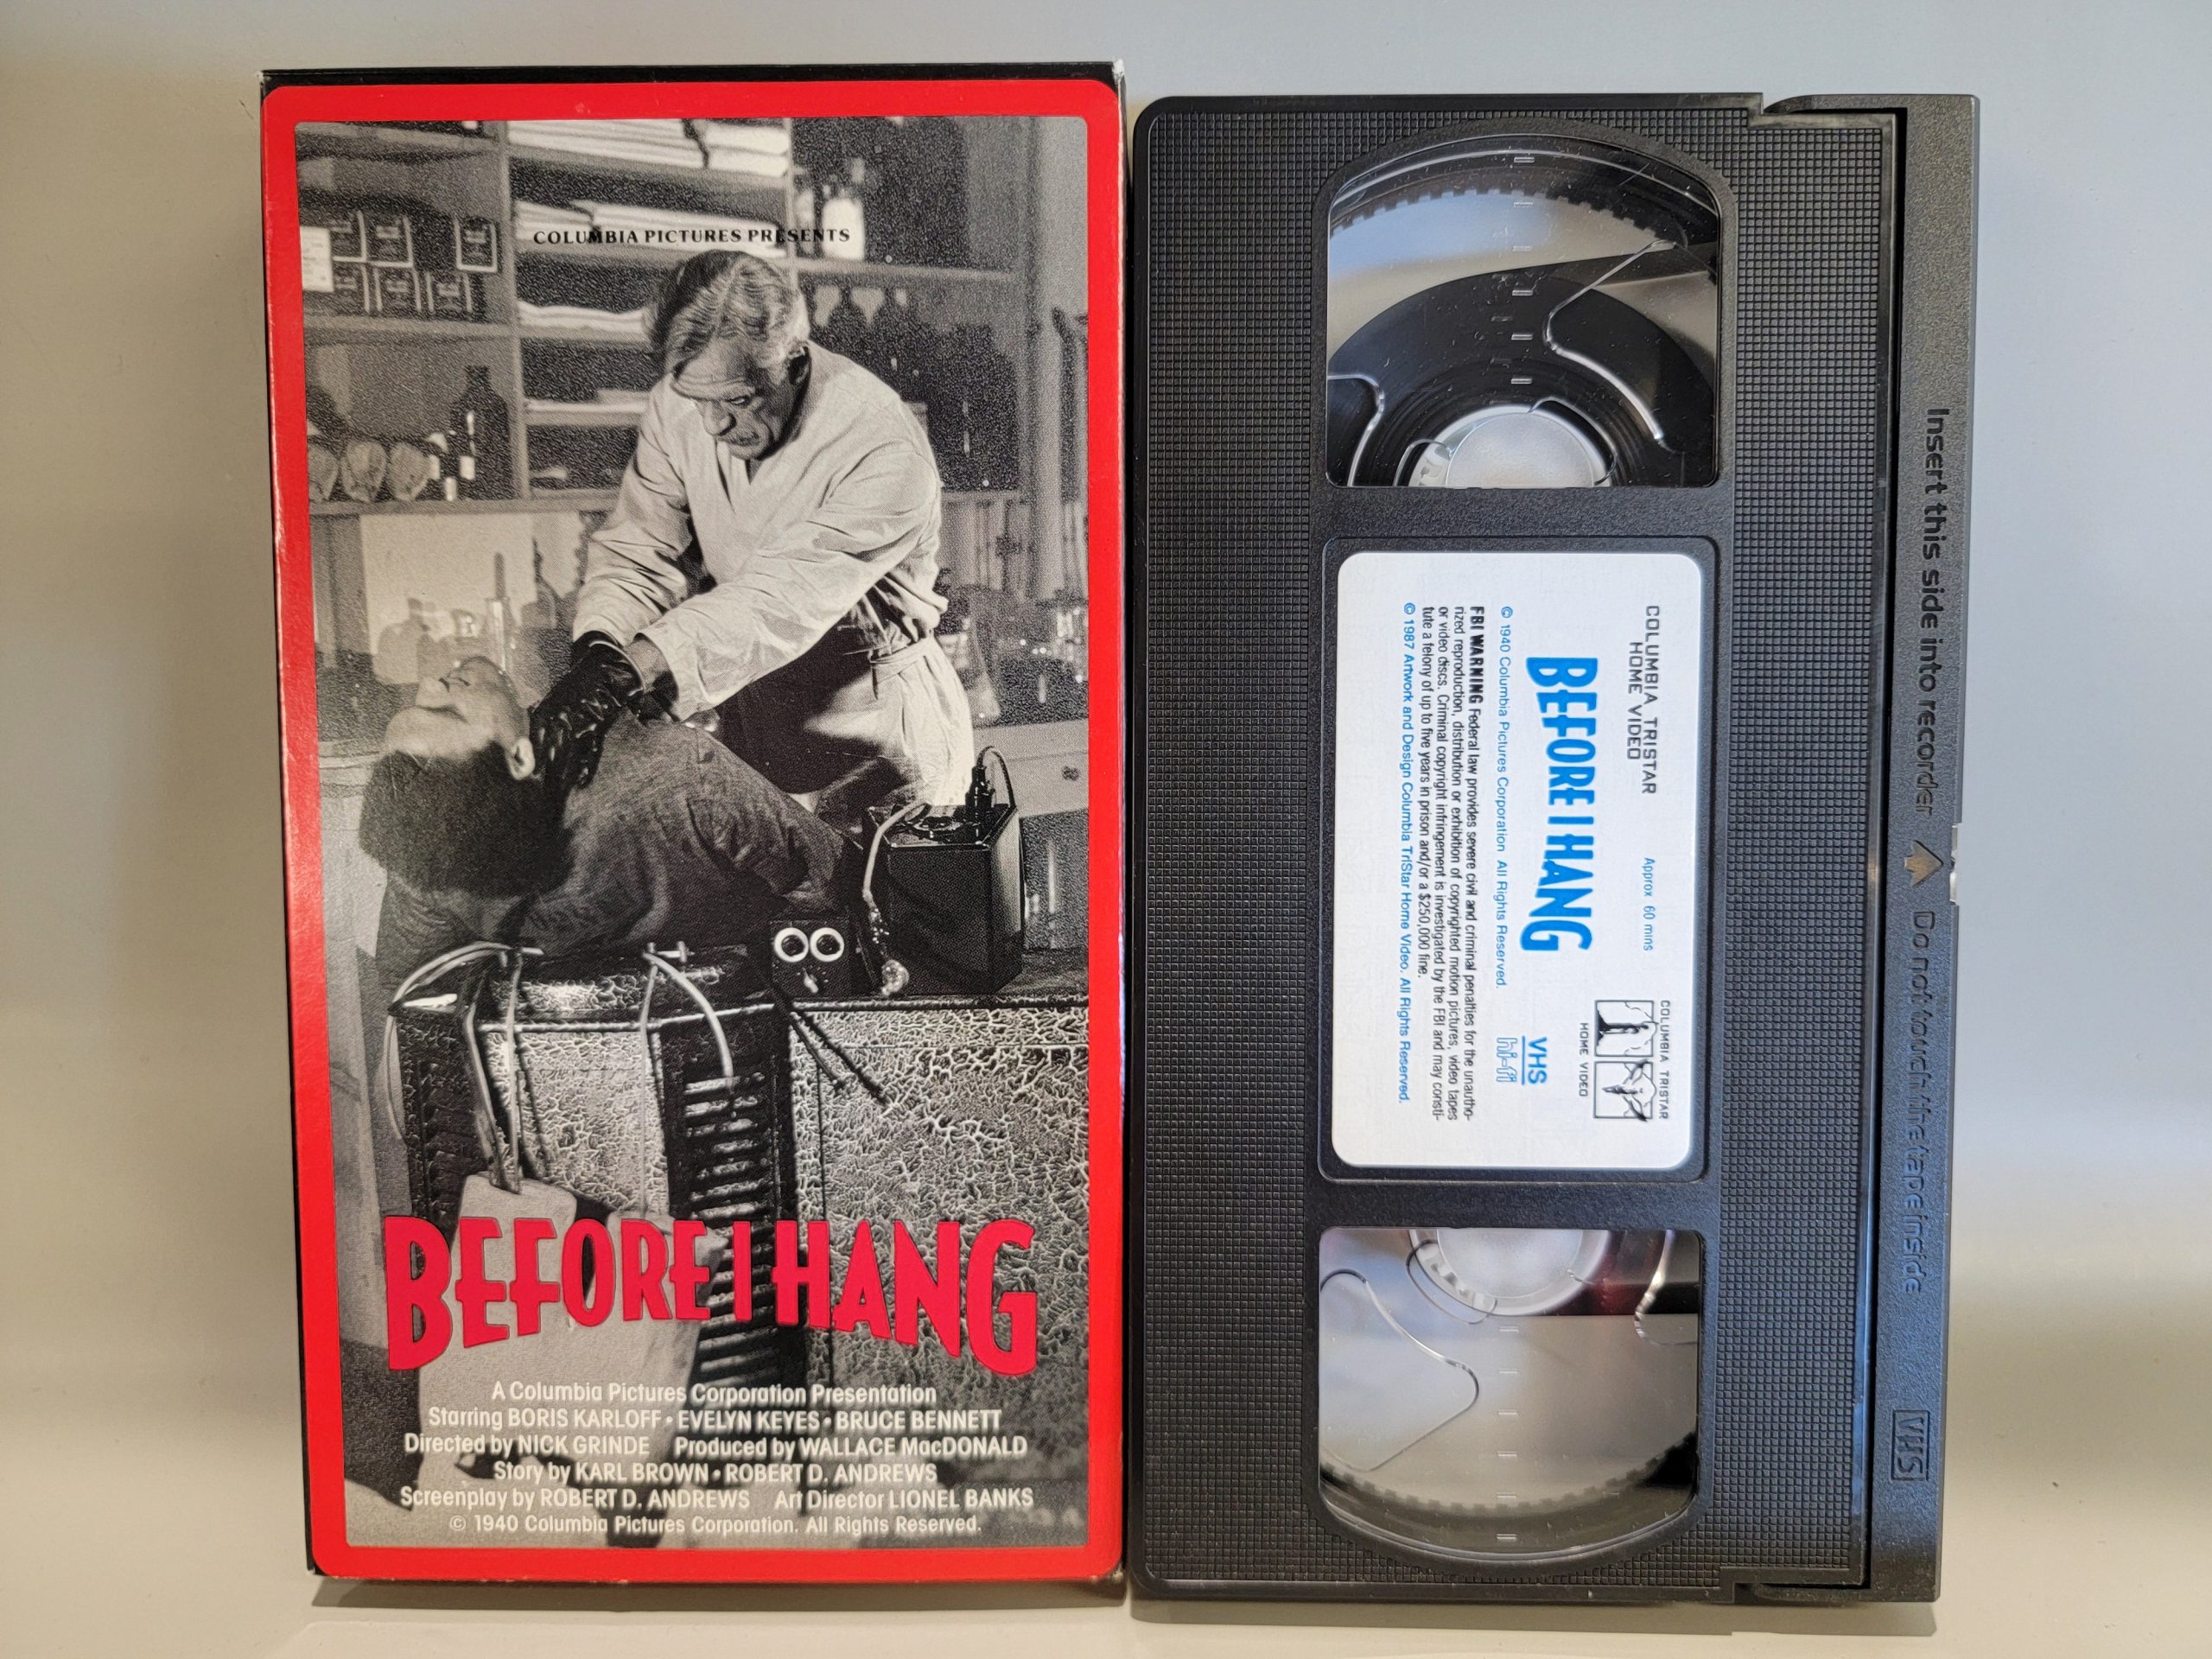 COLUMBIA PICTURES PRESENTS
BEFORE I HANG
A Columbia Pictures Corporation Presentation
Starring BORIS KARLOFF • EVELYN KEYES • BRUCE BENNETT
Directed by NICK GRINDE Produced by WALLACE MacDONALD
Story by KARL BROWN • ROBERT D. ANDREWS
Screenplay by ROBERT D. ANDREWS Art Director LIONEL BANKS
© 1940 Columbia Pictures Corporation. All Rights Reserved.
COLUMBIA TRISTAR
HOME VIDEO
Approx 60 mins
COLUMBIA TRISTAR
HOME VIDEO
BEFORE I HANG
© 1940 Columbia Pictures Corporation All Rights Reserved.
VHS
hi-fi
FBI WARNING Federal law provides severe civil and criminal penalties for the unautho-
rized reproduction, distribution or exhibition of copyrighted motion pictures, video tapes
or video discs. Criminal copyright infringement is investigated by the FBI and may consti-
tute a felony of up to five years in prison and/or a $250,000 fine.
© 1987 Artwork and Design Columbia TriStar Home Video. All Rights Reserved.
Insert this side into recorder Do not touch the tape inside
VHS